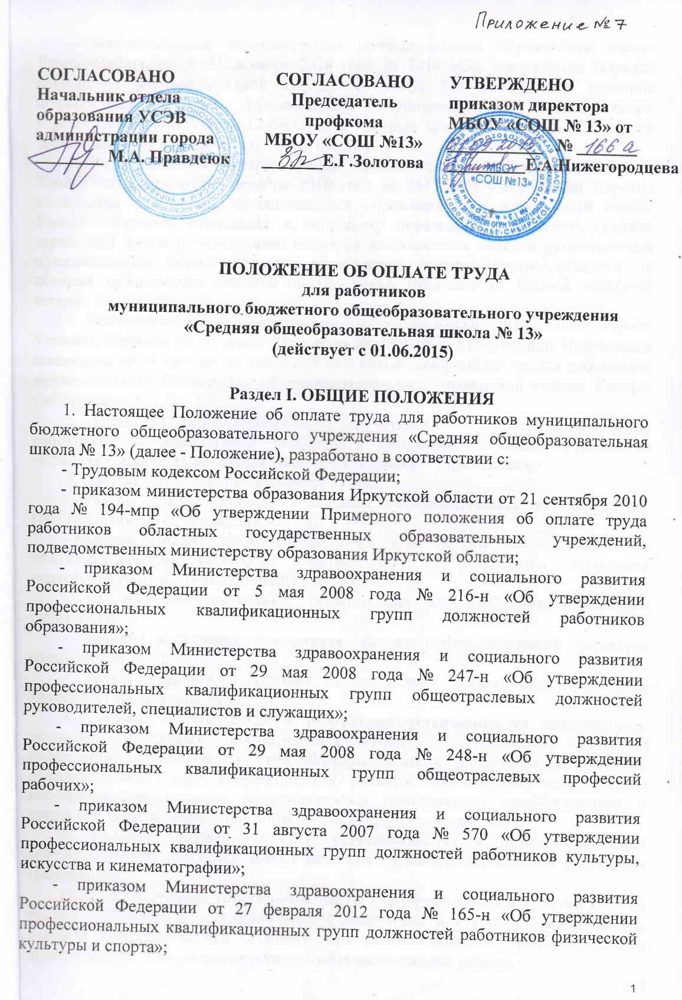 Приложение №7
СОГЛАСОВАНО
Начальник отдела
образования УСЭВ
администрации города
М.А. Правдеюк
СОГЛАСОВАНО
Председатель
профкома
МБОУ «СОШ №13»
Е.Г.Золотова
УТВЕРЖДЕНО
приказом директора
МБОУ «СОШ № 13» от
№ 166 а
Е.А.Нижегородцева
ОТДЕЛ
МБОУ
«СОШ №13»
ПОЛОЖЕНИЕ ОБ ОПЛАТЕ ТРУДА
для работников
муниципального бюджетного общеобразовательного учреждения
«Средняя общеобразовательная школа № 13»
(действует с 01.06.2015)
Раздел I. ОБЩИЕ ПОЛОЖЕНИЯ
1. Настоящее Положение об оплате труда для работников муниципального
бюджетного общеобразовательного учреждения «Средняя общеобразовательная
школа № 13» (далее - Положение), разработано в соответствии с:
- Трудовым кодексом Российской Федерации;
- приказом министерства образования Иркутской области от 21 сентября 2010
года № 194-мпр «Об утверждении Примерного положения об оплате труда
работников областных государственных образовательных учреждений,
подведомственных министерству образования Иркутской области;
- приказом Министерства здравоохранения и социального развития
Российской Федерации от 5 мая 2008 года № 216-н «Об утверждении
профессиональных квалификационных групп должностей работников
образования»;
- приказом Министерства здравоохранения и социального развития
Российской Федерации от 29 мая 2008 года № 247-н «Об утверждении
профессиональных квалификационных групп общеотраслевых должностей
руководителей, специалистов и служащих»;
- приказом Министерства здравоохранения и социального развития
Российской Федерации от 29 мая 2008 года № 248-н «Об утверждении
профессиональных квалификационных групп общеотраслевых профессий
рабочих»;
- приказом Министерства здравоохранения и социального развития
Российской Федерации от 31 августа 2007 года № 570 «Об утверждении
профессиональных квалификационных групп должностей работников культуры,
искусства и кинематографии»;
- приказом Министерства здравоохранения и социального развития
Российской Федерации от 27 февраля 2012 года № 165-н «Об утверждении
профессиональных квалификационных групп должностей работников физической
культуры и спорта»;
1